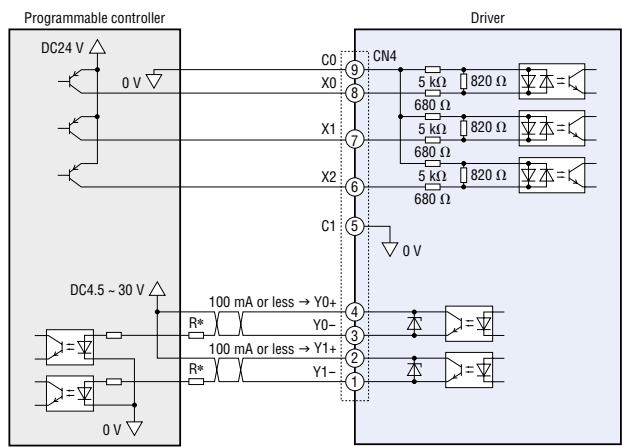 Programmable controller
Driver
DC24 V
0 V
C0
9
CN4
X0
8
5 kΩ
820 Ω
680 Ω
X1
7
5 kΩ
820 Ω
680 Ω
X2
6
5 kΩ
820 Ω
680 Ω
C1
5
0 V
DC4.5 ~ 30 V
100 mA or less → Y0+
4
R*
Y0−
3
100 mA or less → Y1+
2
R*
Y1−
1
0 V